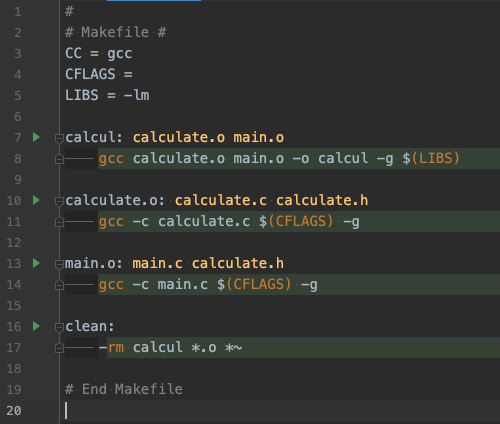 1 #
2 # Makefile #
3 CC = gcc
4 CFLAGS =
5 LIBS = -lm
6
7 calcul: calculate.o main.o
8 gcc calculate.o main.o -o calcul -g $(LIBS)
9
10 calculate.o: calculate.c calculate.h
11 gcc -c calculate.c $(CFLAGS) -g
12
13 main.o: main.c calculate.h
14 gcc -c main.c $(CFLAGS) -g
15
16 clean:
17 -rm calcul *.o *~
18
19 # End Makefile
20